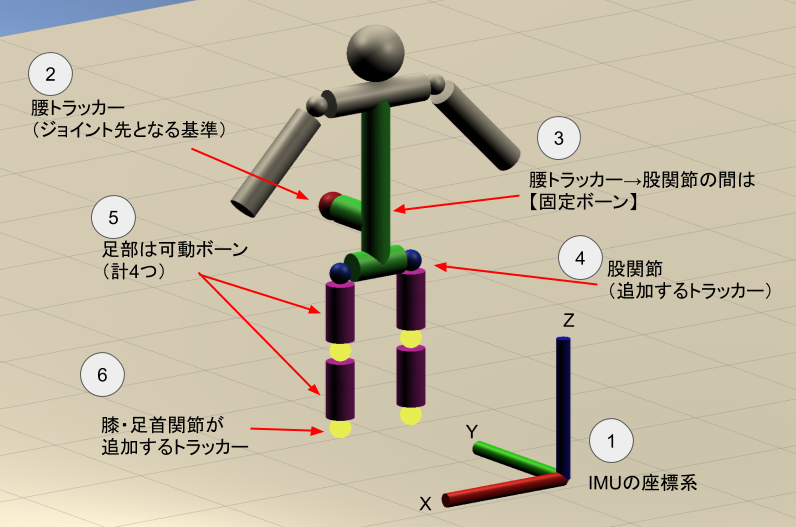 2
腰トラッカー
（ジョイント先となる基準）
3
腰トラッカー→股関節の間は
【固定ボーン】
5
足部は可動ボーン
（計4つ）
4
股関節
（追加するトラッカー）
6
膝・足首関節が
追加するトラッカー
Z
Y
X
1
IMUの座標系